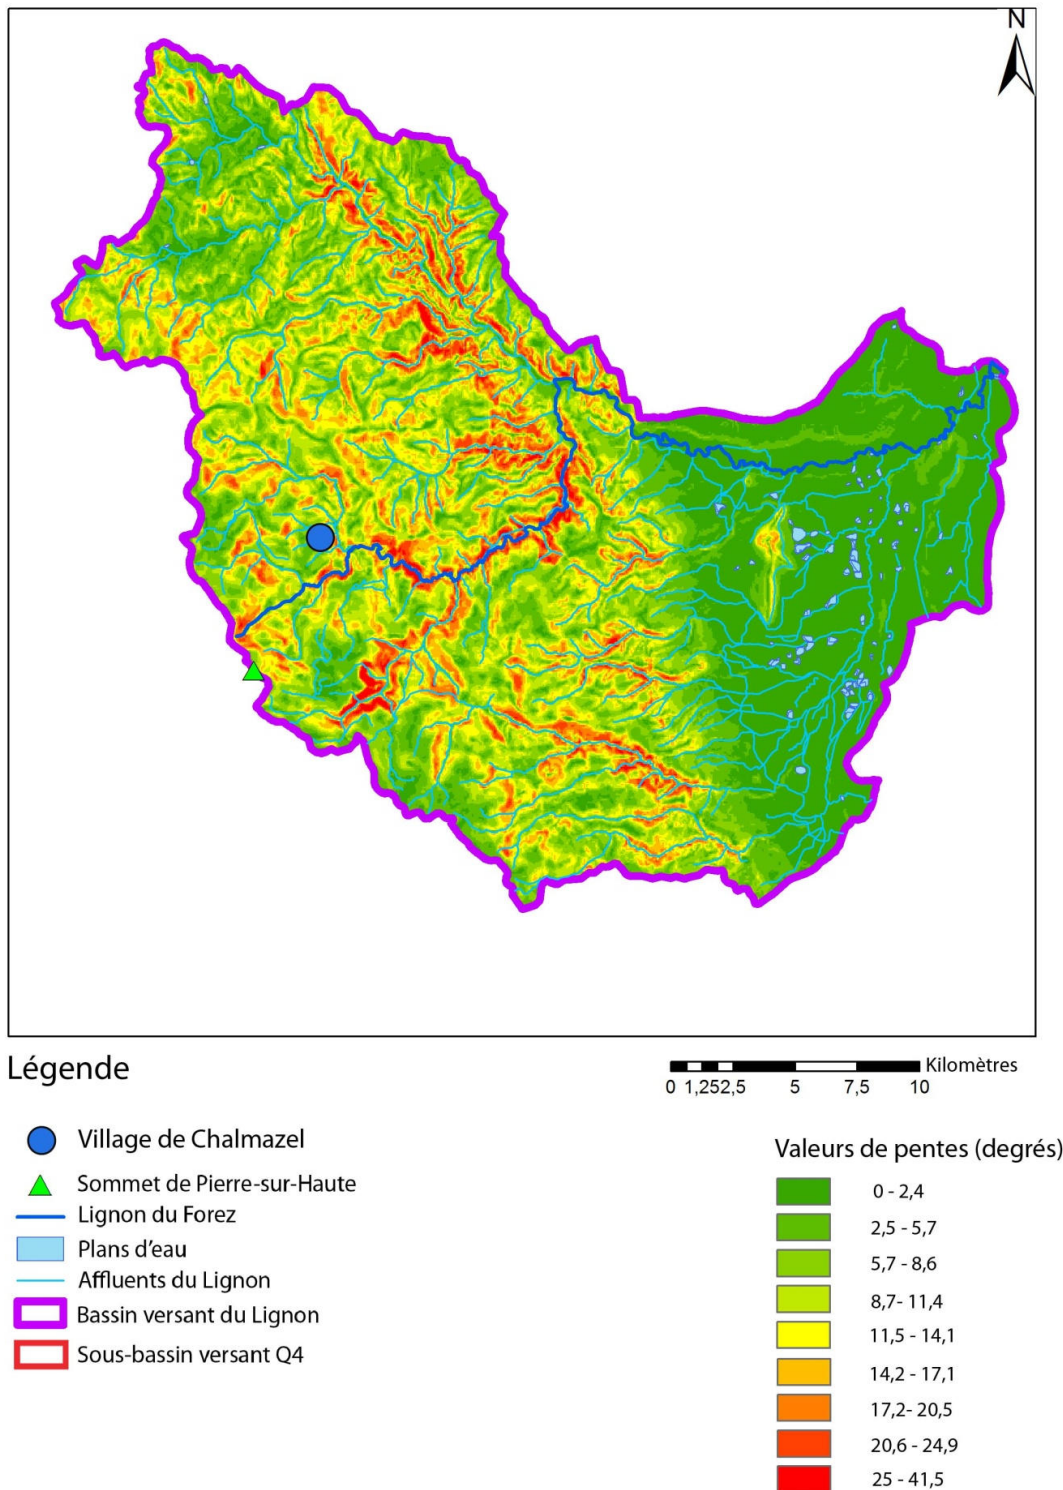 N
Légende
0 1,252,5 5 7,5 10 Kilomètres
Village de Chalmazel
Sommet de Pierre-sur-Haute
Lignon du Forez
Plans d'eau
Affluents du Lignon
Bassin versant du Lignon
Sous-bassin versant Q4
Valeurs de pentes (degrés)
0 - 2,4
2,5 - 5,7
5,7 - 8,6
8,7- 11,4
11,5 - 14,1
14,2 - 17,1
17,2- 20,5
20,6 - 24,9
25 - 41,5